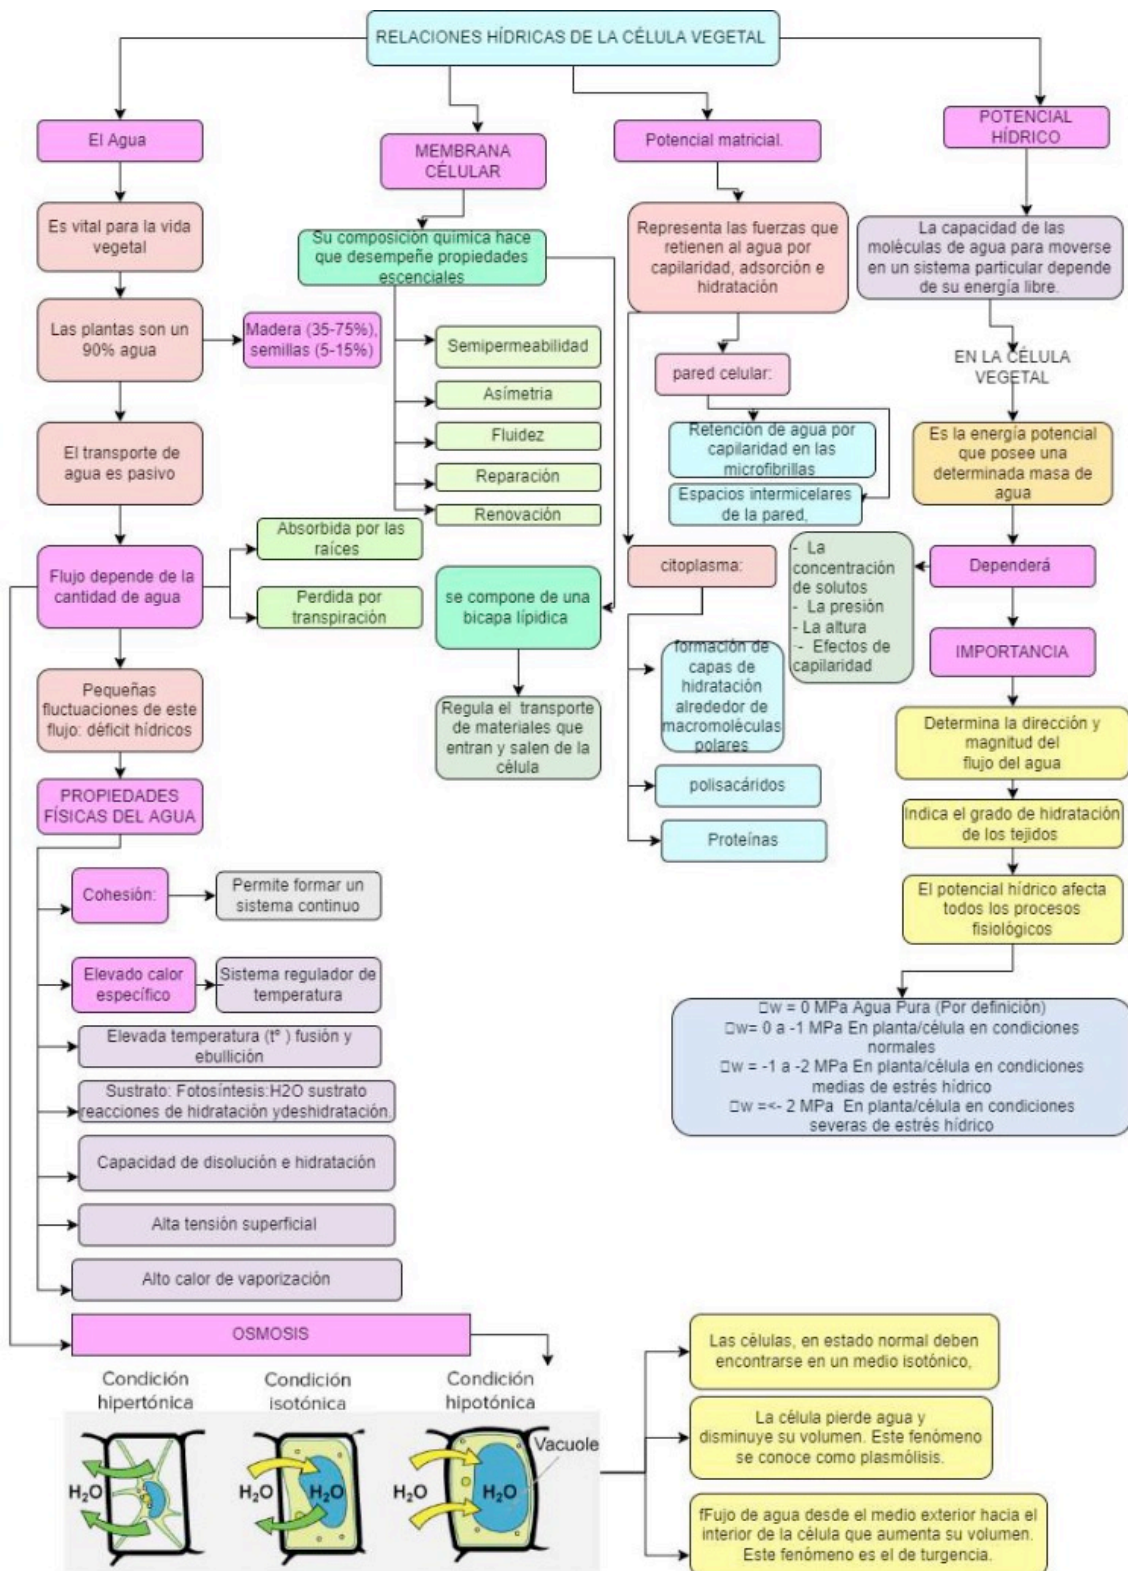 RELACIONES HÍDRICAS DE LA CÉLULA VEGETAL
El Agua
Es vital para la vida
vegetal
Las plantas son un
90% agua
Madera (35-75%),
semillas (5-15%)
El transporte de
agua es pasivo
Flujo depende de la
cantidad de agua
Absorbida por las
raíces
Perdida por
transpiración
Pequeñas
fluctuaciones de este
flujo: déficit hídricos
PROPIEDADES
FÍSICAS DEL AGUA
Cohesión:
Permite formar un
sistema continuo
Elevado calor
específico
Sistema regulador de
temperatura
Elevada temperatura (tº ) fusión y
ebullición
Sustrato: Fotosíntesis:H2O sustrato
reacciones de hidratación ydeshidratación.
Capacidad de disolución e hidratación
Alta tensión superficial
Alto calor de vaporización
MEMBRANA
CÉLULAR
Su composición química hace
que desempeñe propiedades
escenciales
Semipermeabilidad
Asímetria
Fluidez
Reparación
Renovación
se compone de una
bicapa lípidica
Regula el transporte
de materiales que
entran y salen de la
célula
Potencial matricial.
Representa las fuerzas que
retienen al agua por
capilaridad, adsorción e
hidratación
pared celular:
Retención de agua por
capilaridad en las
microfibrillas
Espacios intermicelares
de la pared,
citoplasma:
formación de
capas de
hidratación
alrededor de
macromoléculas
polares
polisacáridos
Proteínas
POTENCIAL
HÍDRICO
La capacidad de las
moléculas de agua para moverse
en un sistema particular depende
de su energía libre.
EN LA CÉLULA
VEGETAL
Es la energía potencial
que posee una
determinada masa de
agua
Dependerá
- La
concentración
de solutos
- La presión
- La altura
- Efectos de
capilaridad
IMPORTANCIA
Determina la dirección y
magnitud del
flujo del agua
Indica el grado de hidratación
de los tejidos
El potencial hídrico afecta
todos los procesos
fisiológicos
□w = 0 MPa Agua Pura (Por definición)
□w= 0 a -1 MPa En planta/célula en condiciones
normales
□w = -1 a -2 MPa En planta/célula en condiciones
medias de estrés hídrico
□w =<- 2 MPa En planta/célula en condiciones
severas de estrés hídrico
OSMOSIS
Condición
hipertónica
Condición
isotónica
Condición
hipotónica
H₂O
H₂O
H₂O
H₂O
H₂O
Vacuole
Las células, en estado normal deben
encontrarse en un medio isotónico,
La célula pierde agua y
disminuye su volumen. Este fenómeno
se conoce como plasmólisis.
fFujo de agua desde el medio exterior hacia el
interior de la célula que aumenta su volumen.
Este fenómeno es el de turgencia.